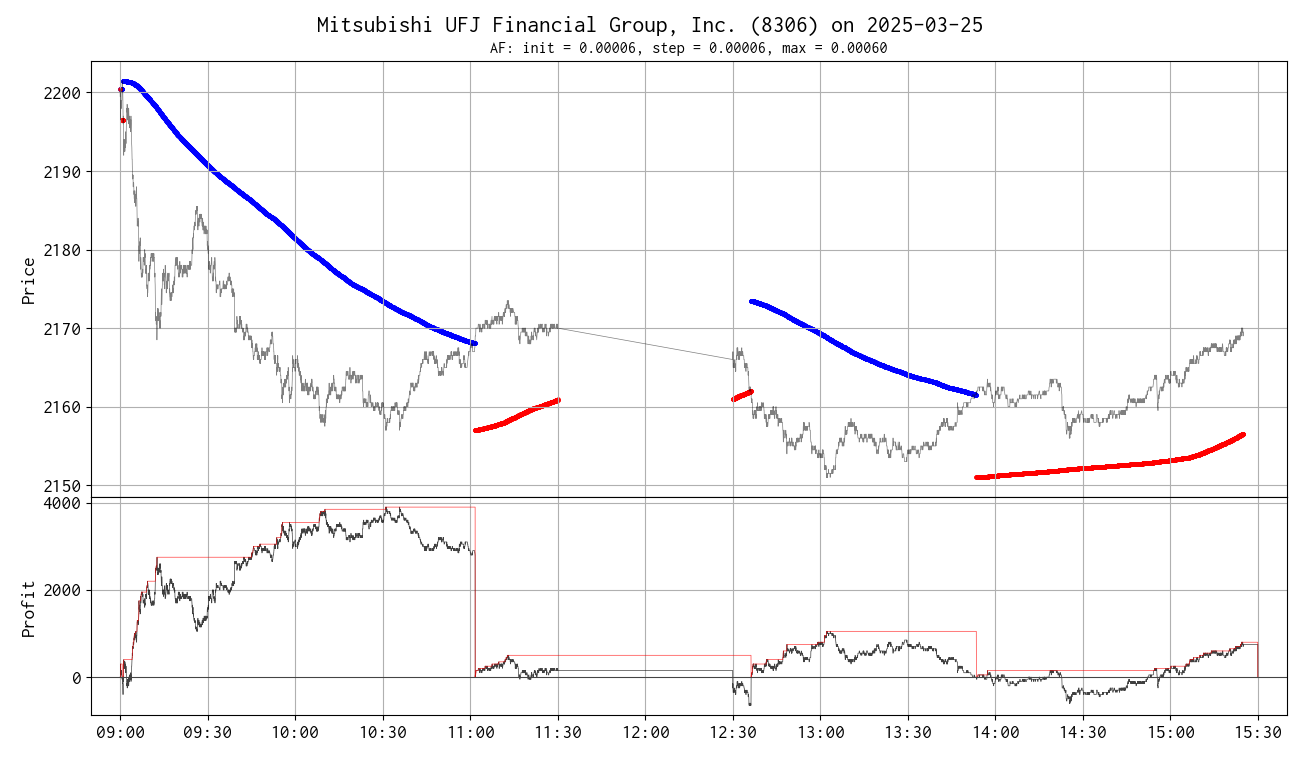 Mitsubishi UFJ Financial Group, Inc. (8306) on 2025-03-25
AF: init = 0.00006, step = 0.00006, max = 0.00060
Price
2200
2190
2180
2170
2160
2150
Profit
4000
2000
0
09:00 09:30 10:00 10:30 11:00 11:30 12:00 12:30 13:00 13:30 14:00 14:30 15:00 15:30